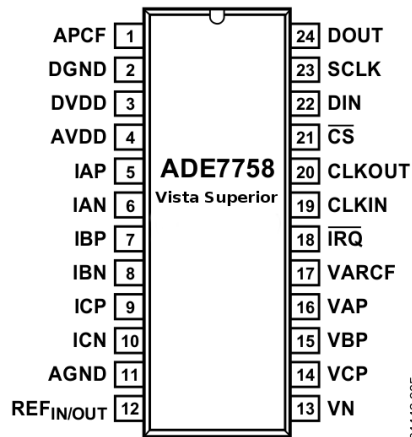 APCF 1 24 DOUT
DGND 2 23 SCLK
DVDD 3 22 DIN
AVDD 4 21 CS
IAP 5 ADE7758 20 CLKOUT
Vista Superior
IAN 6 19 CLKIN
IBP 7 18 IRQ
IBN 8 17 VARCF
ICP 9 16 VAP
ICN 10 15 VBP
AGND 11 14 VCP
REFIN/OUT 12 13 VN